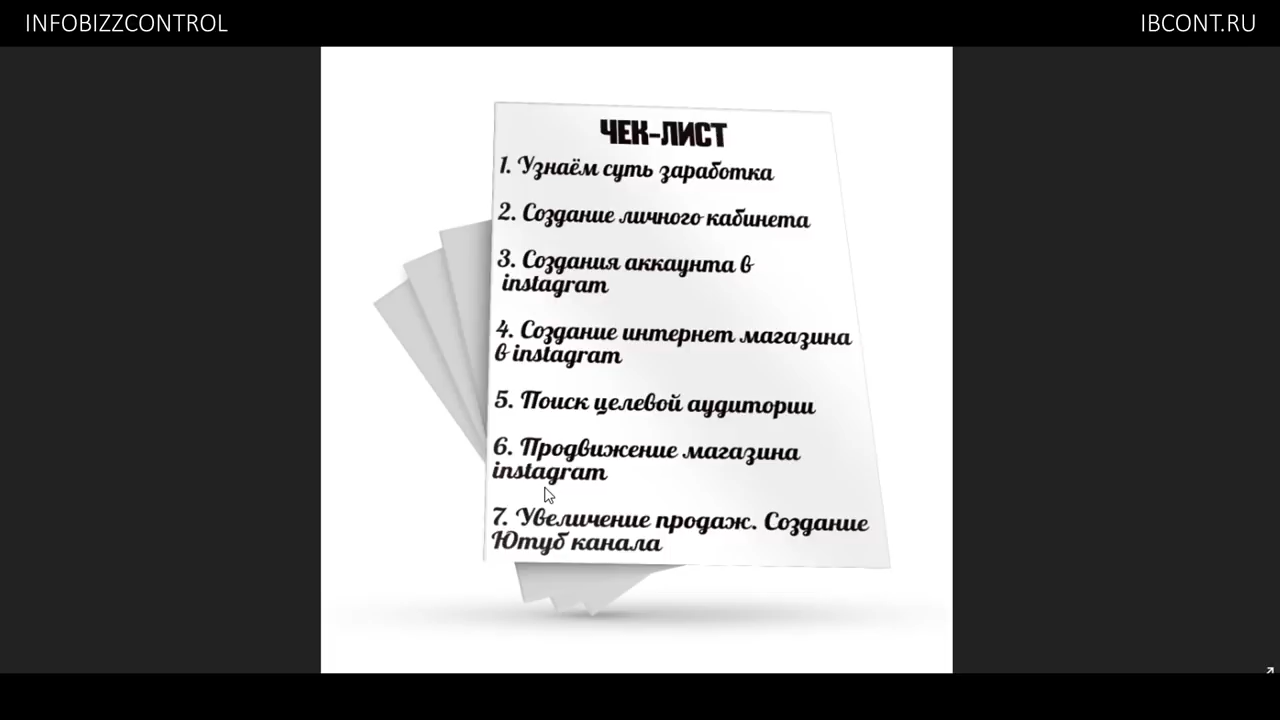 INFOBIZZCONTROL
IBCONT.RU
ЧЕК-ЛИСТ
1. Узнаём суть заработка
2. Создание личного кабинета
3. Создания аккаунта в
instagram
4. Создание интернет магазина
в instagram
5. Поиск целевой аудитории
6. Продвижение магазина
instagram
7. Увеличение продаж. Создание
Ютуб канала